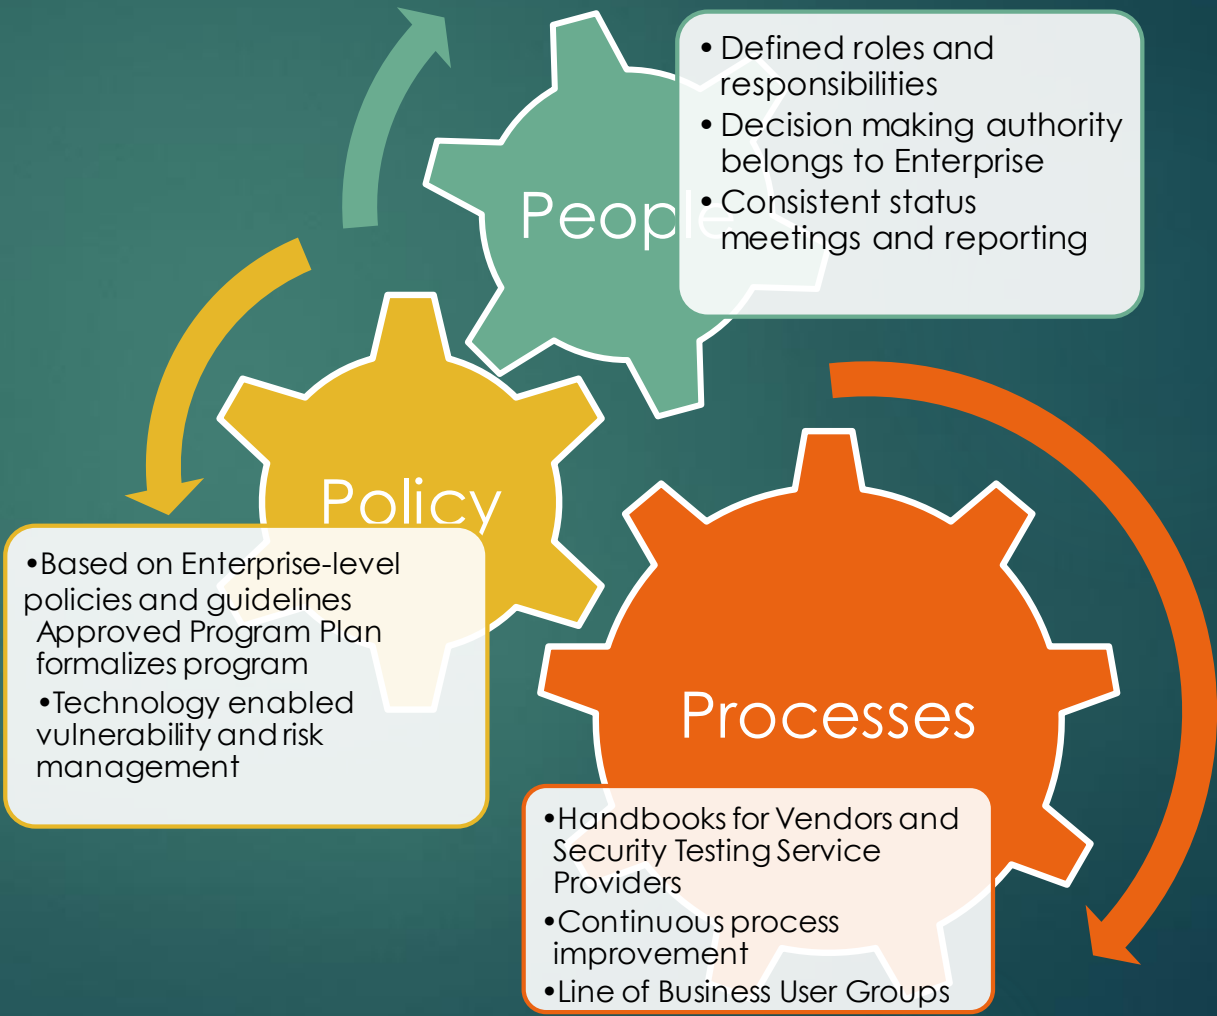 People
• Defined roles and
responsibilities
• Decision making authority
belongs to Enterprise
• Consistent status
meetings and reporting
Policy
•Based on Enterprise-level
policies and guidelines
Approved Program Plan
formalizes program
•Technology enabled
vulnerability and risk
management
Processes
•Handbooks for Vendors and
Security Testing Service
Providers
•Continuous process
improvement
•Line of Business User Groups